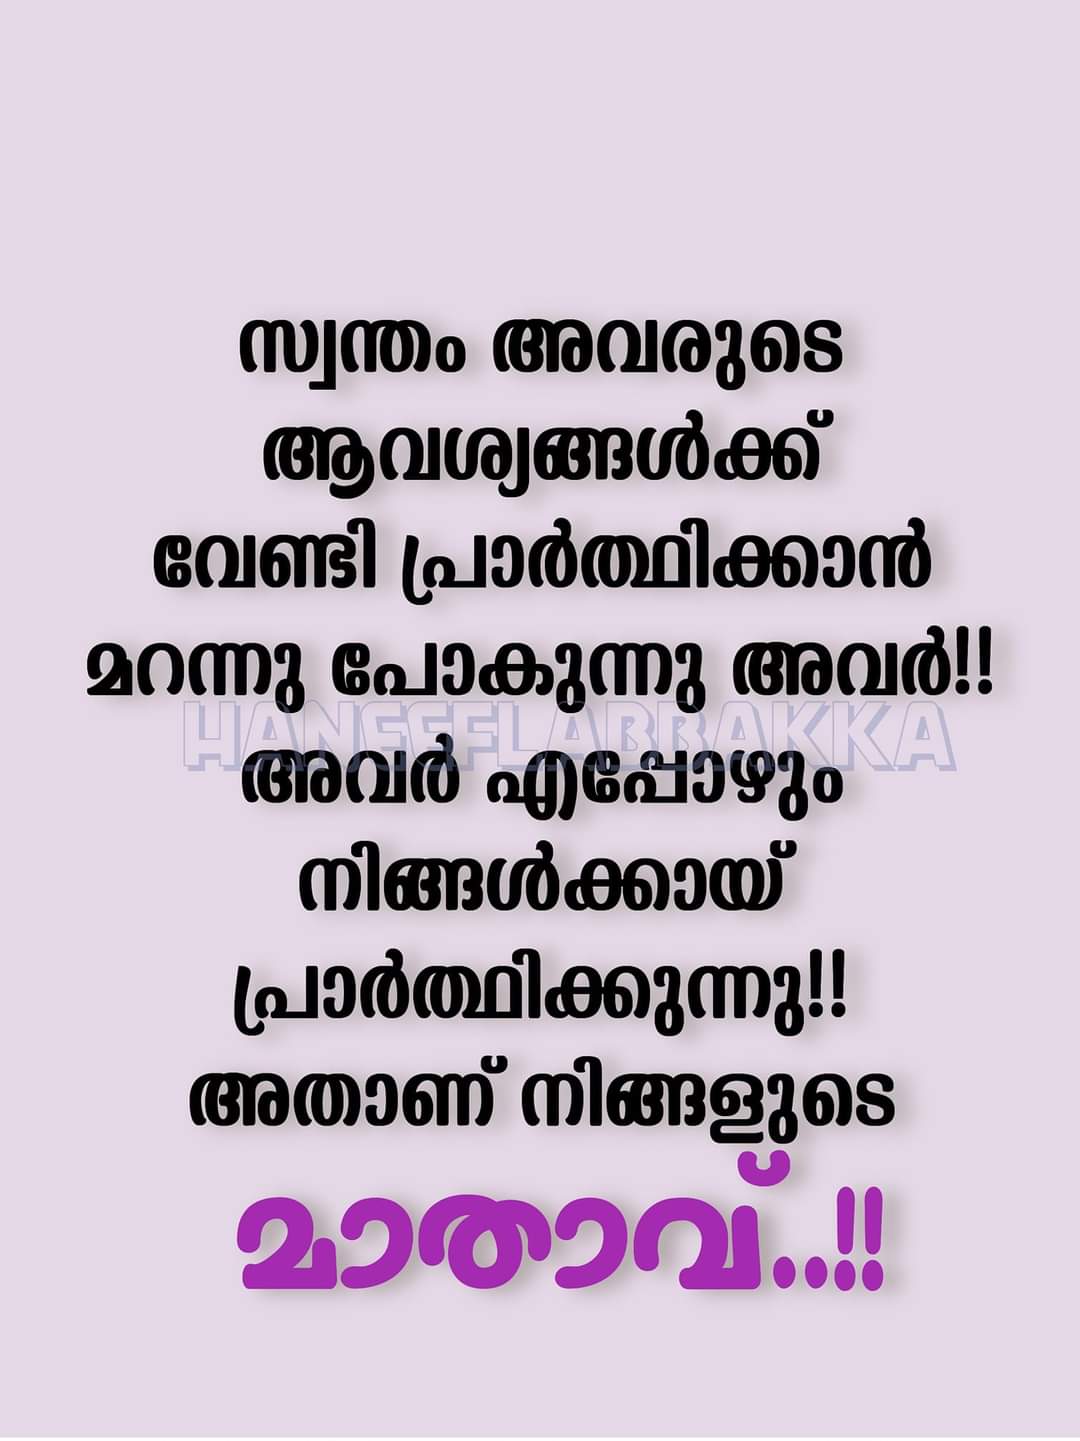 സ്വന്തം അവരുടെ
ആവശ്യങ്ങൾക്ക്
വേണ്ടി പ്രാർത്ഥിക്കാൻ
മറന്നു പോകുന്നു അവർ!!
HANEEFLABBAKKA
അവർ എപ്പോഴും
നിങ്ങൾക്കായ്
പ്രാർത്ഥിക്കുന്നു!!
അതാണ് നിങ്ങളുടെ
മാതാവ്..!!